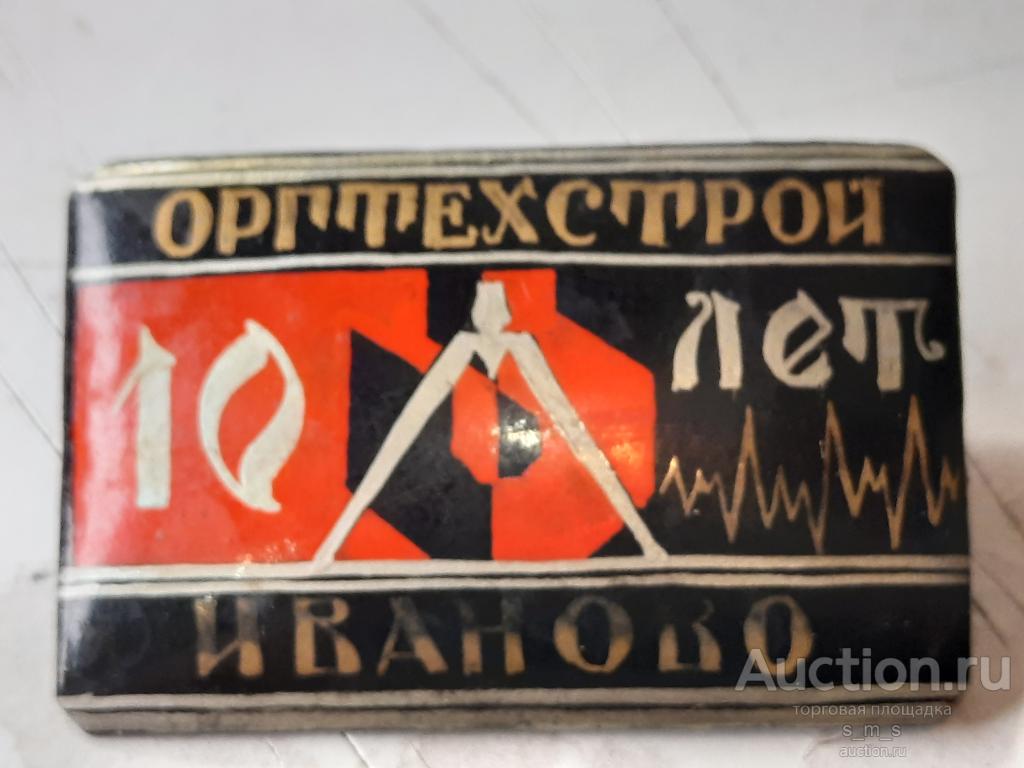 ОРГТЕХСТРОЙ
10 лет
ИВАНОВО
Auction.ru
торговая площадка
s_m_s
auction.ru